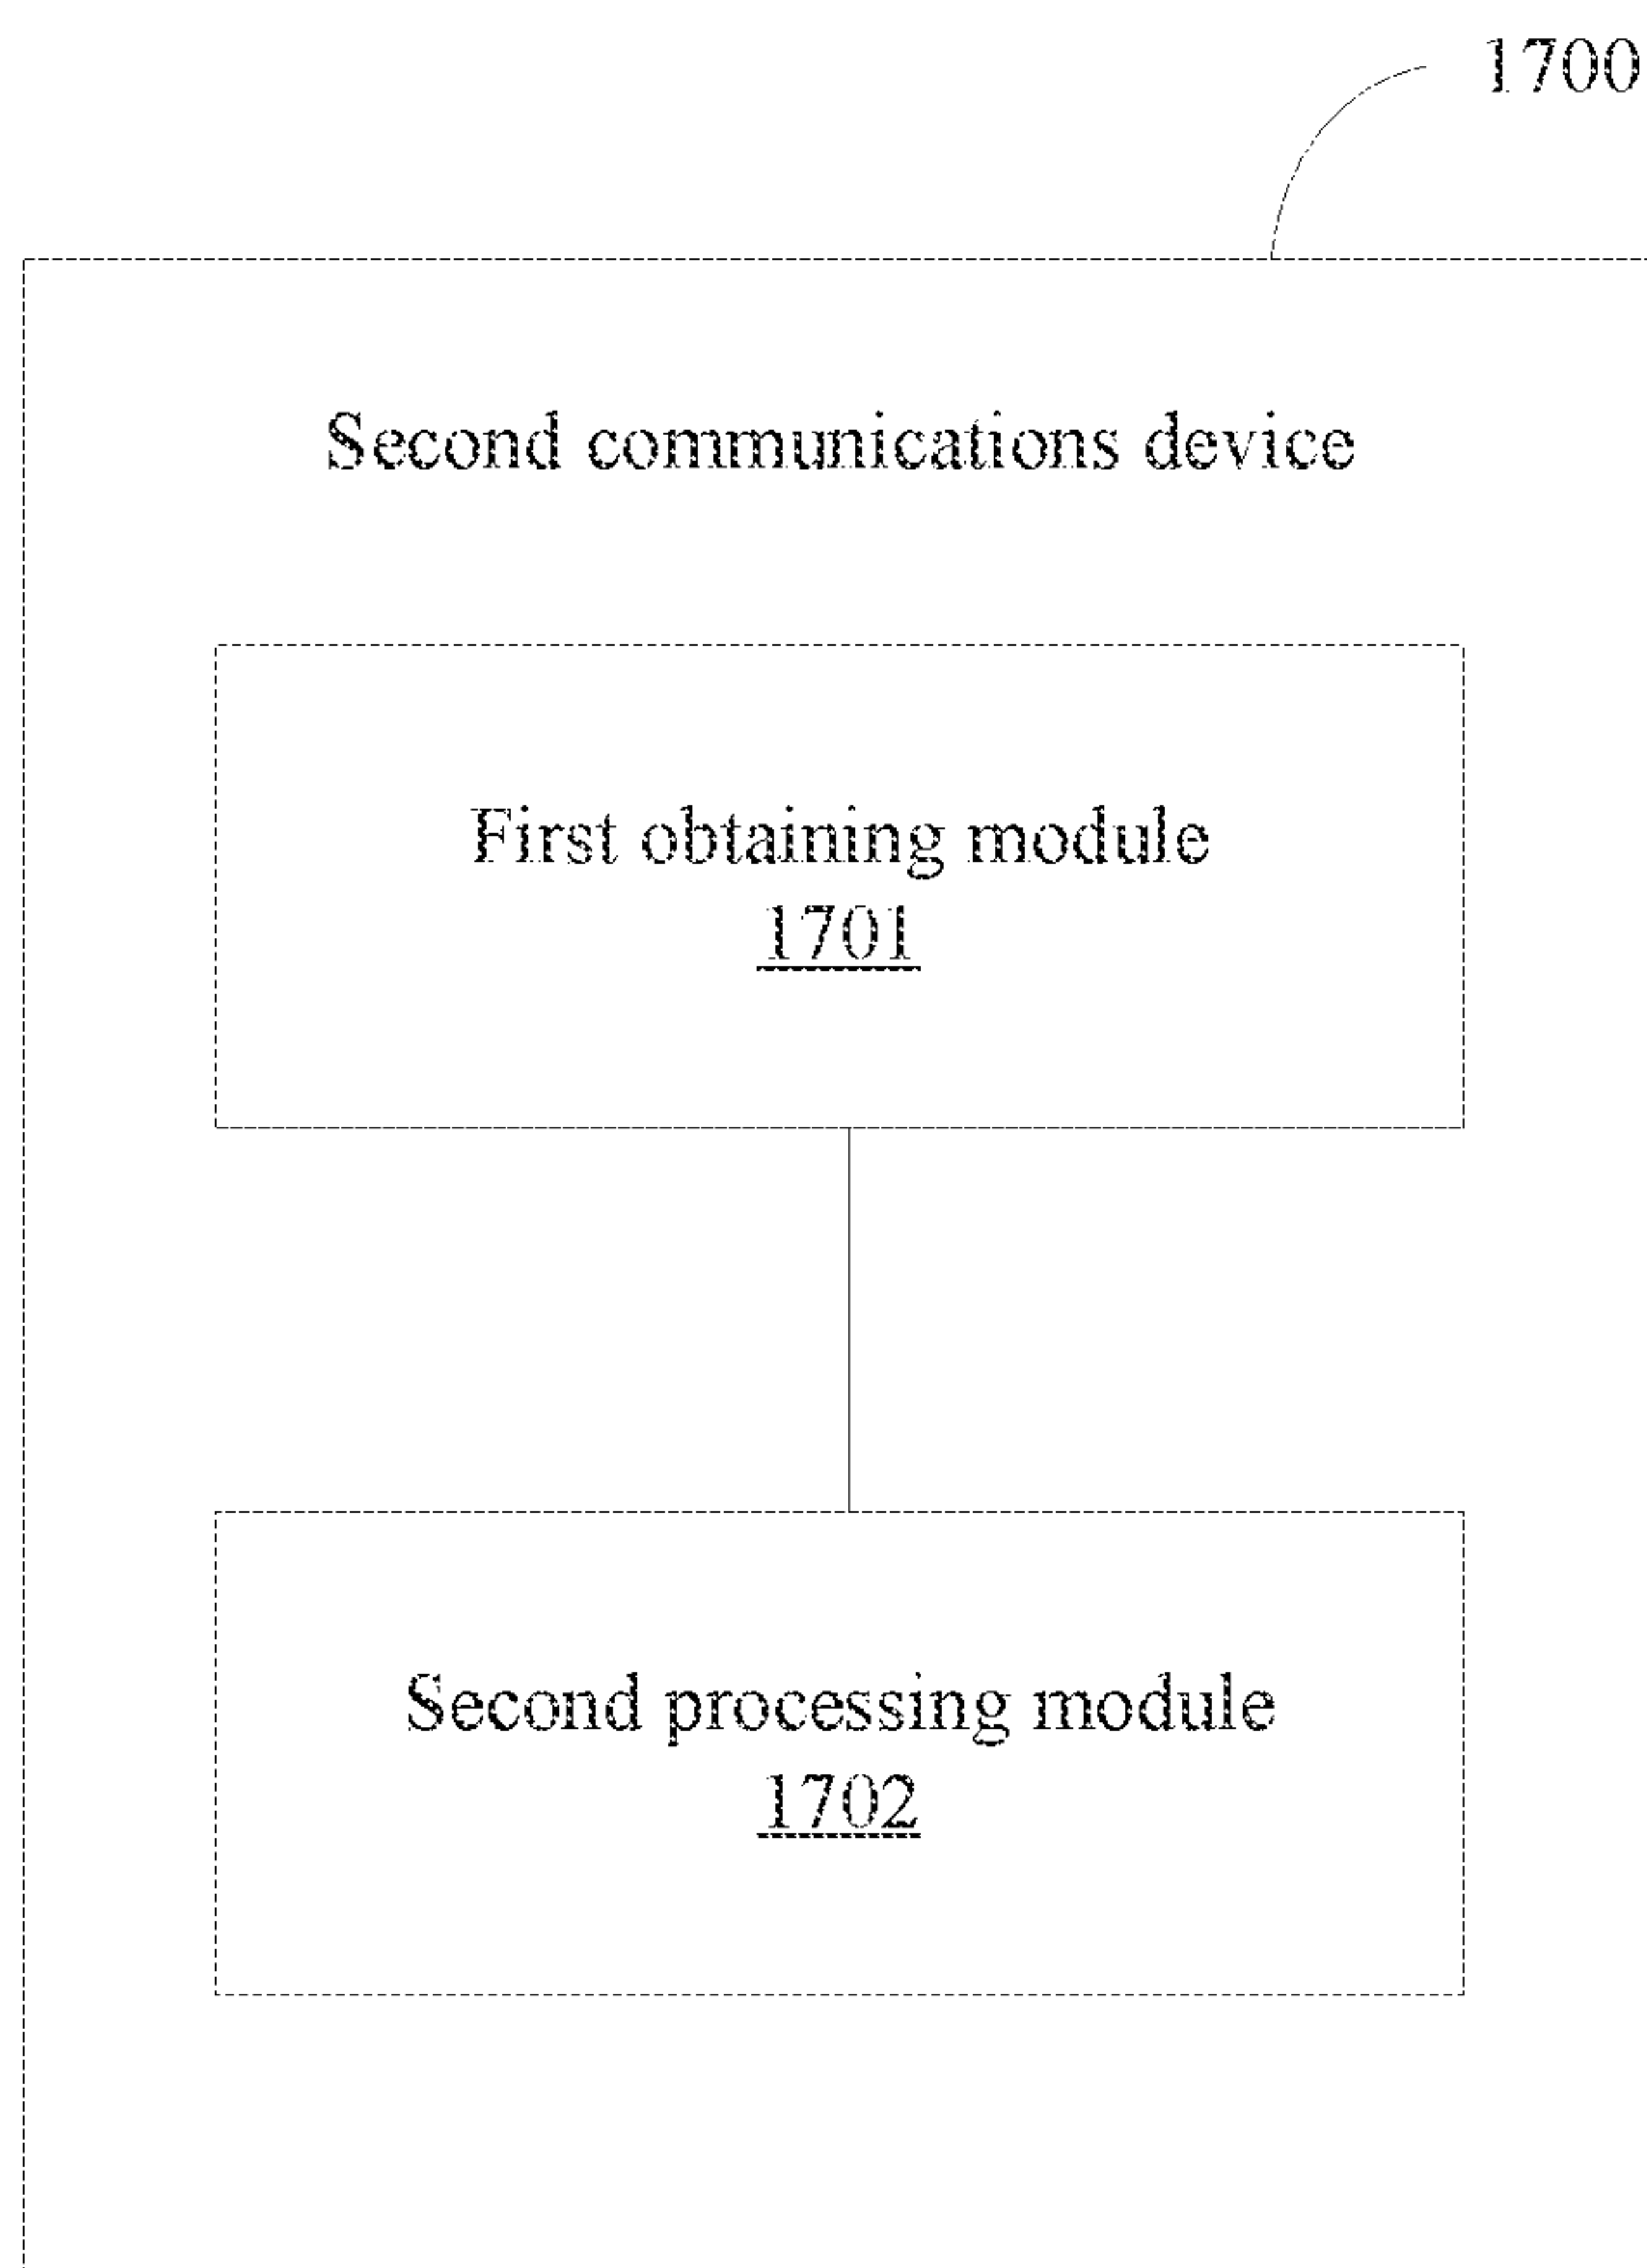 1700
Second communications device
First obtaining module
1701
Second processing module
1702